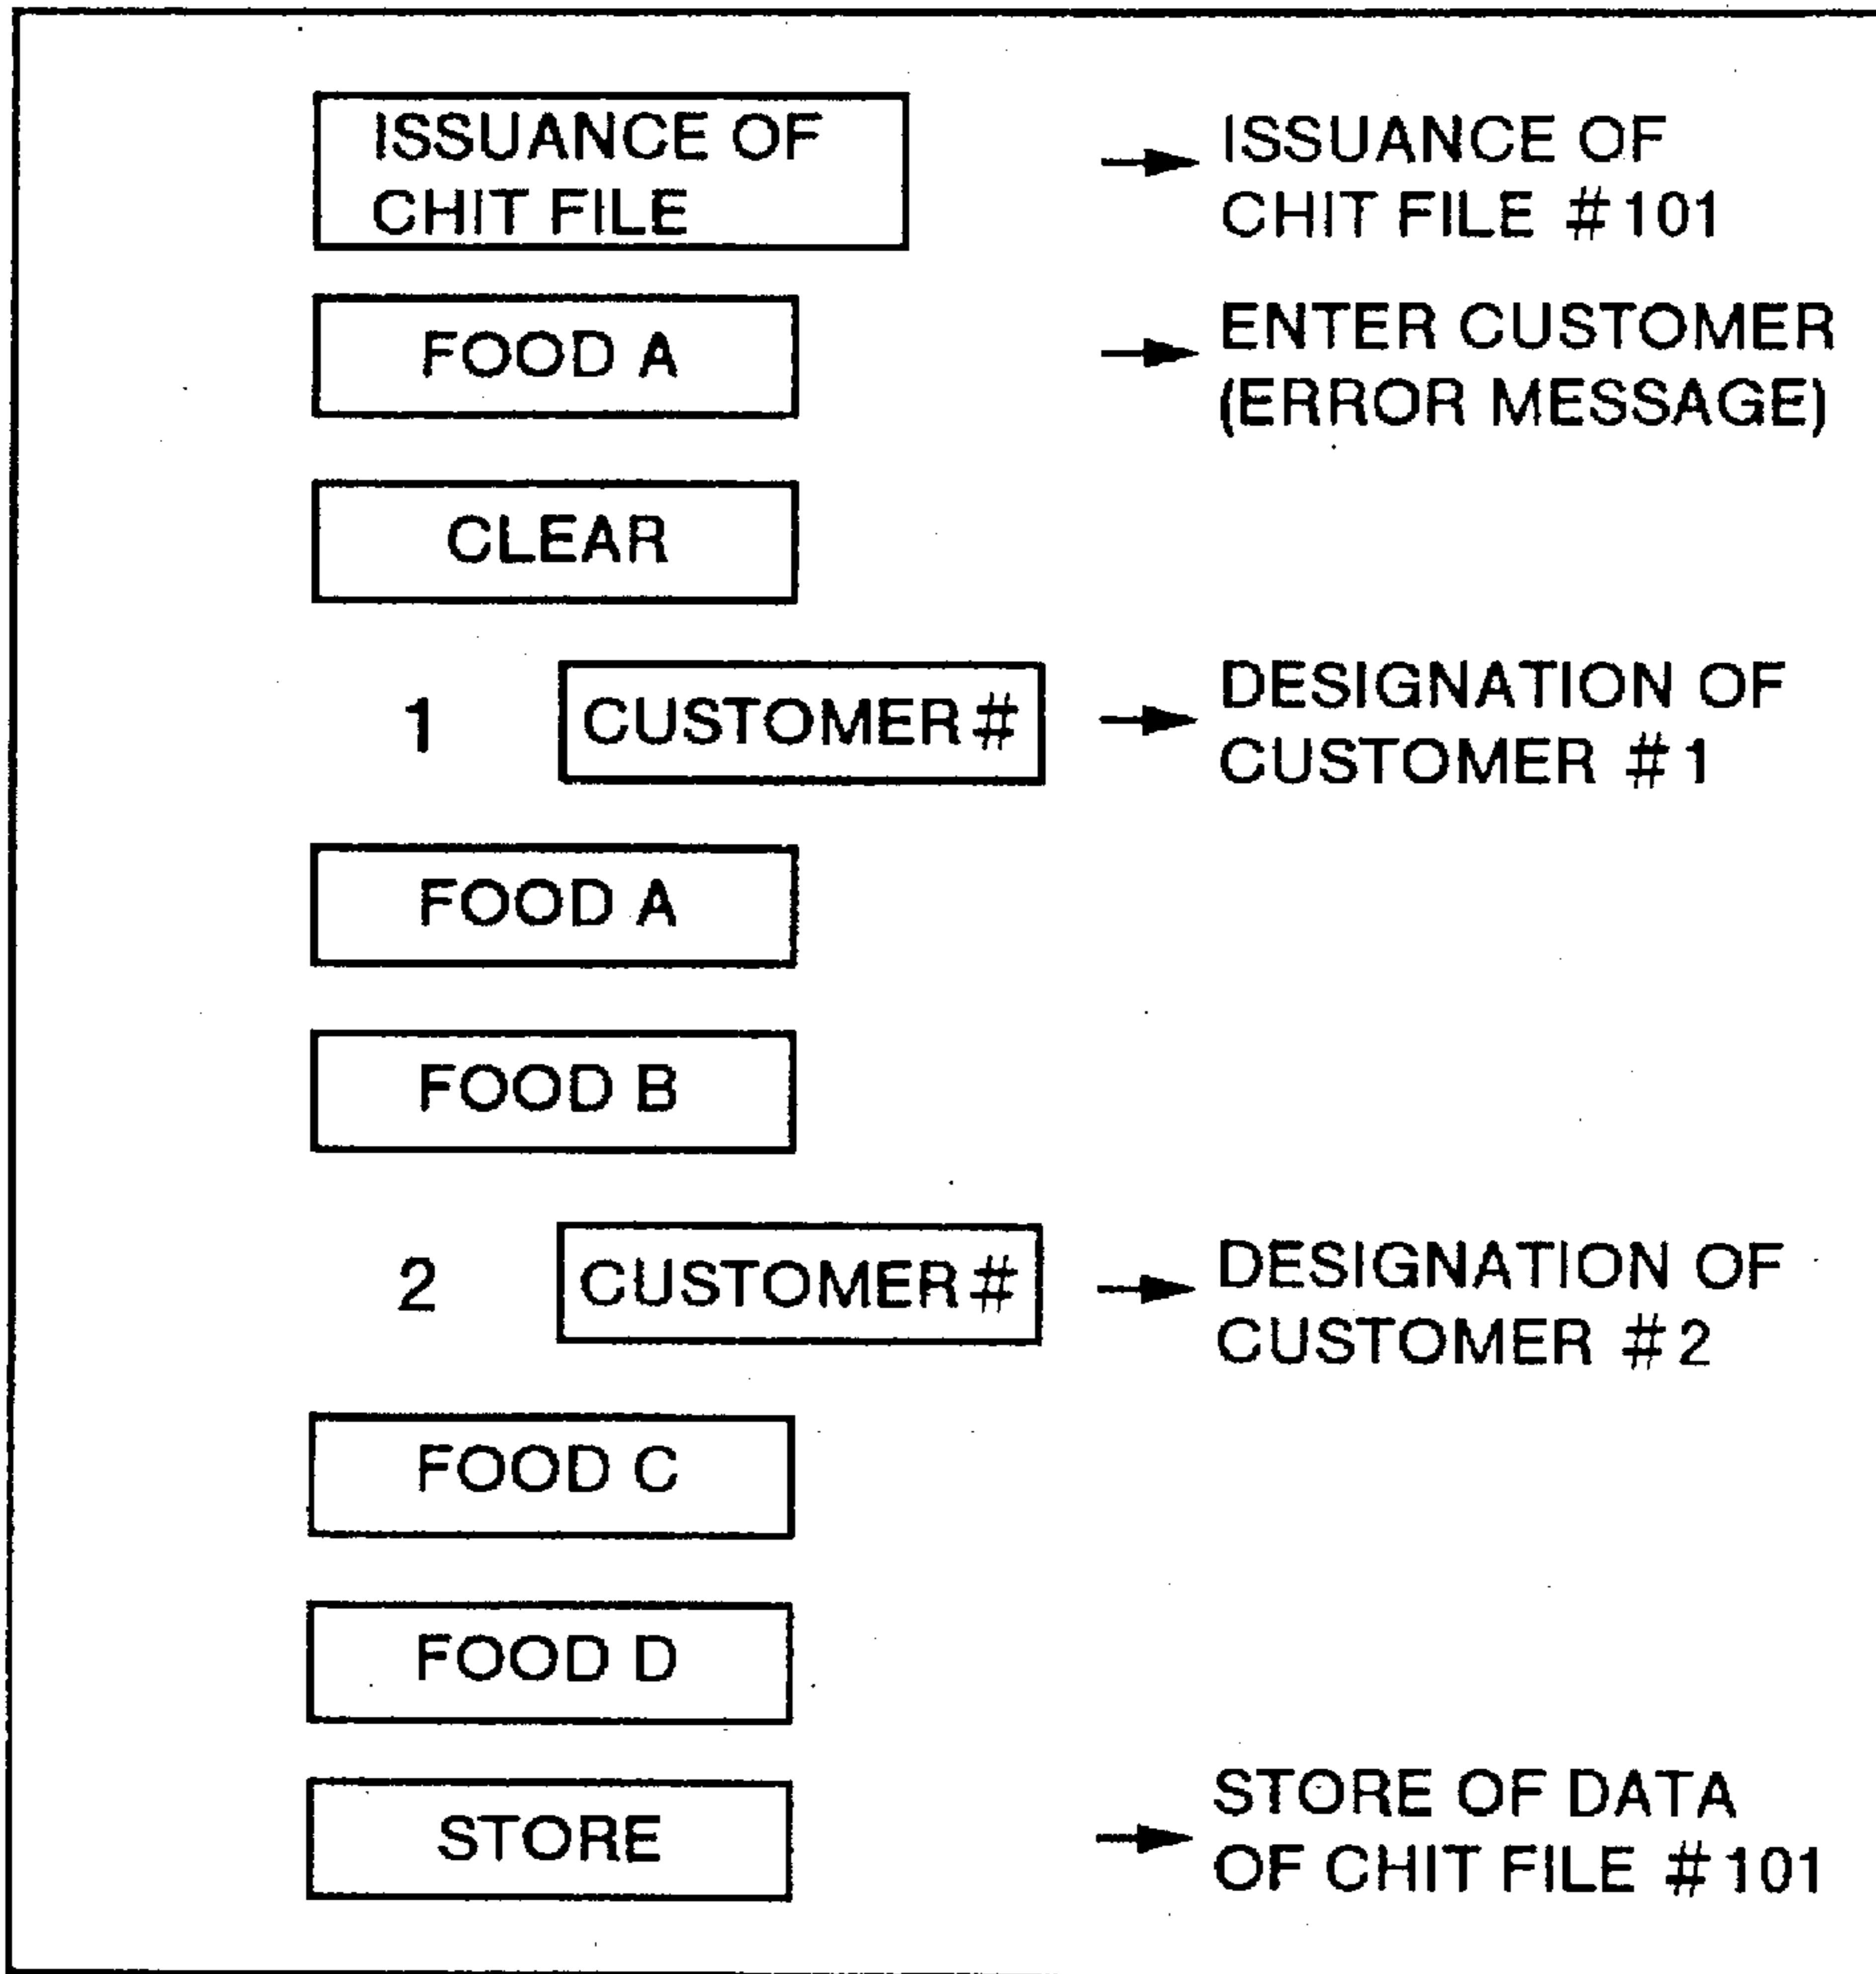 ISSUANCE OF
CHIT FILE
→ ISSUANCE OF
CHIT FILE #101
FOOD A
→ ENTER CUSTOMER
(ERROR MESSAGE)
CLEAR
1 CUSTOMER#
→ DESIGNATION OF
CUSTOMER #1
FOOD A
FOOD B
2 CUSTOMER#
→ DESIGNATION OF
CUSTOMER #2
FOOD C
FOOD D
STORE
→ STORE OF DATA
OF CHIT FILE #101